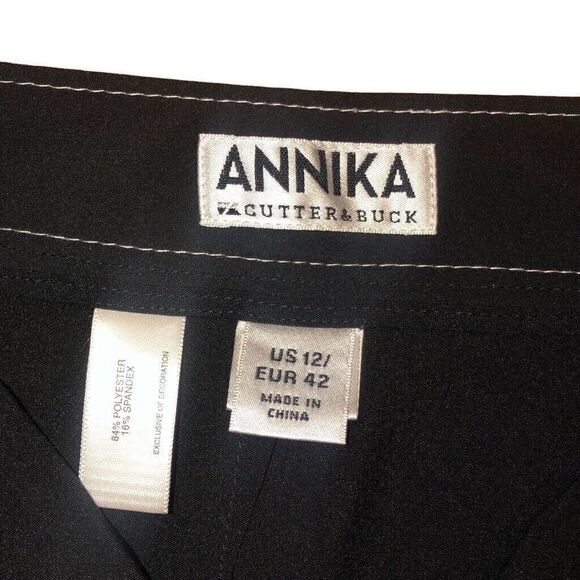 ANNIKA
CUTTER & BUCK
84% POLYESTER
16% SPANDEX
EXCLUSIVE OF DECORATION
US 12/
EUR 42
MADE IN
CHINA